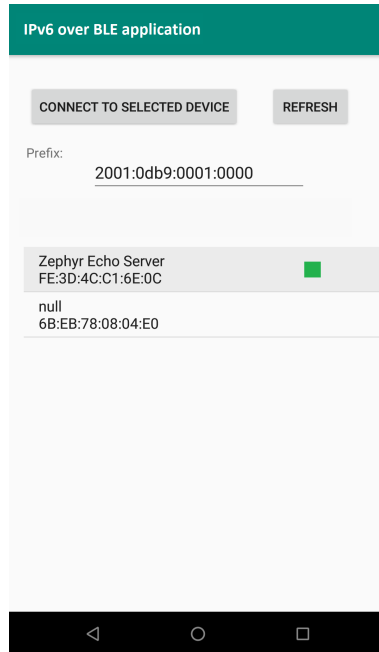 IPv6 over BLE application
CONNECT TO SELECTED DEVICE
REFRESH
Prefix:
2001:0db9:0001:0000
Zephyr Echo Server
FE:3D:4C:C1:6E:0C
null
6B:EB:78:08:04:E0